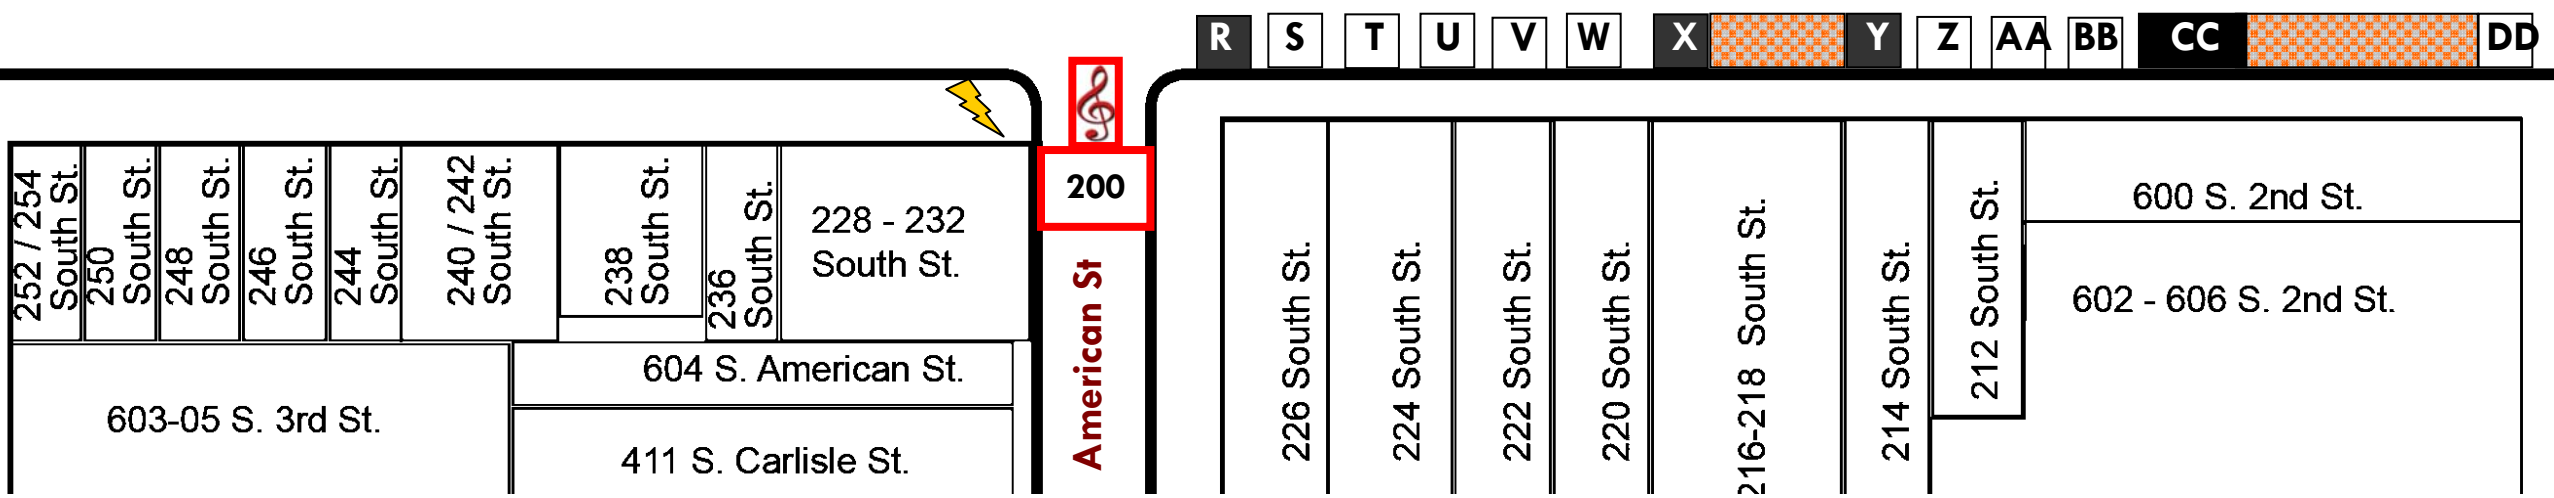 R S T U V W X Y Z AA BB CC DD
252 / 254
South St.
250
South St.
248
South St.
246
South St.
244
South St.
240 / 242
South St.
238
South St.
236
South St.
228 - 232
South St.
200
American St
226 South St.
224 South St.
222 South St.
220 South St.
216-218 South St.
214 South St.
212 South St.
600 S. 2nd St.
602 - 606 S. 2nd St.
604 S. American St.
603-05 S. 3rd St.
411 S. Carlisle St.